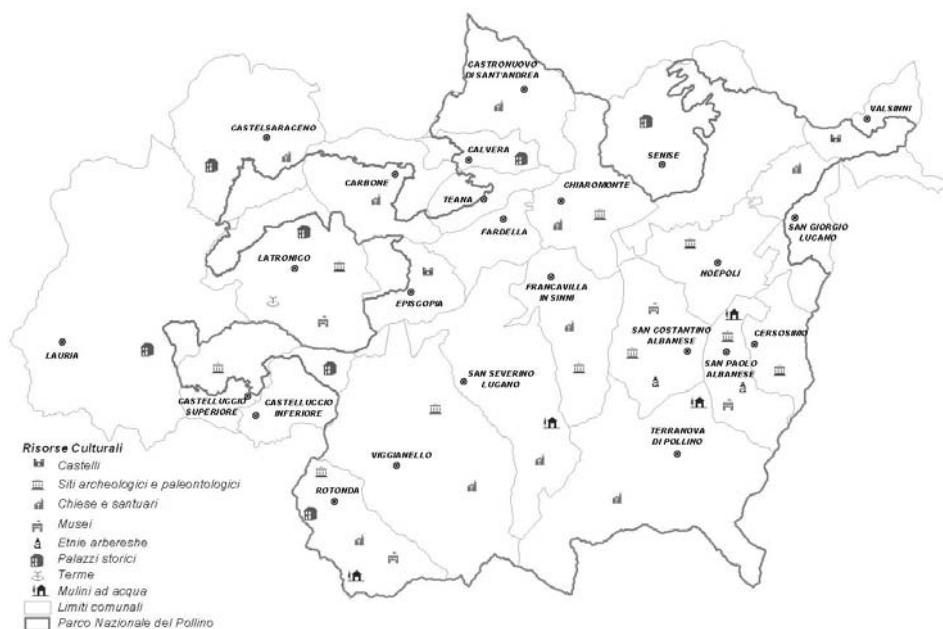 CASTRONUOVO
DI SANT'ANDREA
VALSINNI
CASTELSARACENO
CALVERA
SENISE
CARBONE
TEANA
CHIAROMONTE
FARDELLA
SAN GIORGIO
LUCANO
LATRONICO
NOEPOLI
EPISCOPIA
FRANCAVILLA
IN SINNI
SAN COSTANTINO
ALBANESE
CERSOSIMO
LAURIA
SAN PAOLO
ALBANESE
SAN SEVERINO
LUGANO
CASTELLUCCIO
SUPERIORE
CASTELLUCCIO
INFERIORE
TERRANOVA
DI POLLINO
VIGGIANELLO
ROTONDA
Risorse Culturali
Castelli
Siti archeologici e paleontologici
Chiese e santuari
Musei
Etnie arbereshe
Palazzi storici
Terme
Mulini ad acqua
Limiti comunali
Parco Nazionale del Pollino